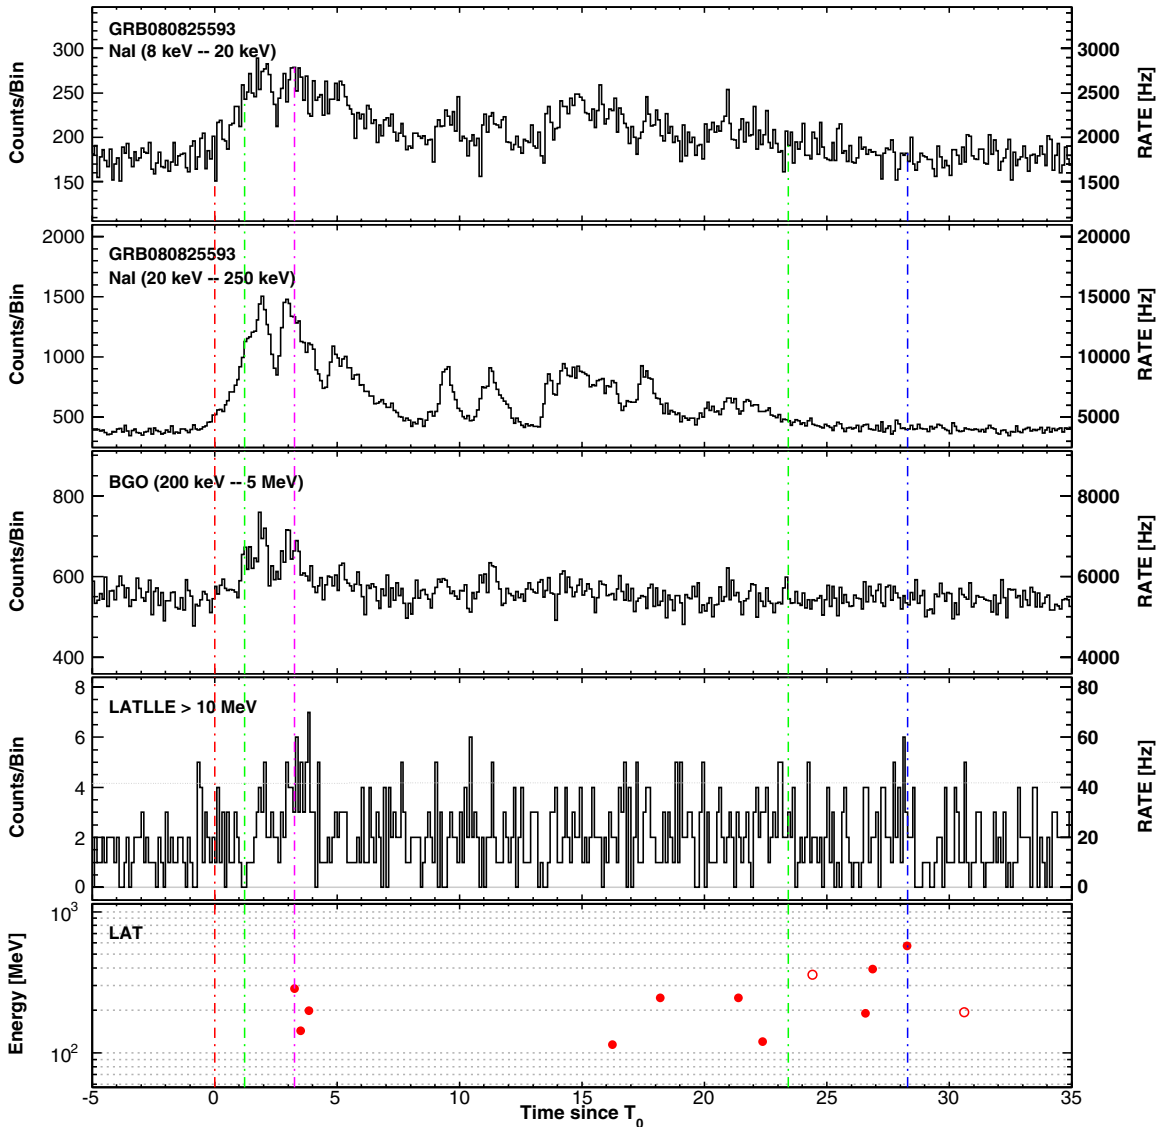 GRB080825593
NaI (8 keV -- 20 keV)
Counts/Bin
300
250
200
150
3000
2500
2000
1500
RATE [Hz]
GRB080825593
NaI (20 keV -- 250 keV)
Counts/Bin
2000
1500
1000
500
20000
15000
10000
5000
RATE [Hz]
BGO (200 keV -- 5 MeV)
Counts/Bin
800
600
400
8000
6000
4000
RATE [Hz]
LATLLE > 10 MeV
Counts/Bin
8
6
4
2
0
80
60
40
20
0
RATE [Hz]
LAT
Energy [MeV]
10³
10²
-5 0 5 10 15 20 25 30 35
Time since T₀